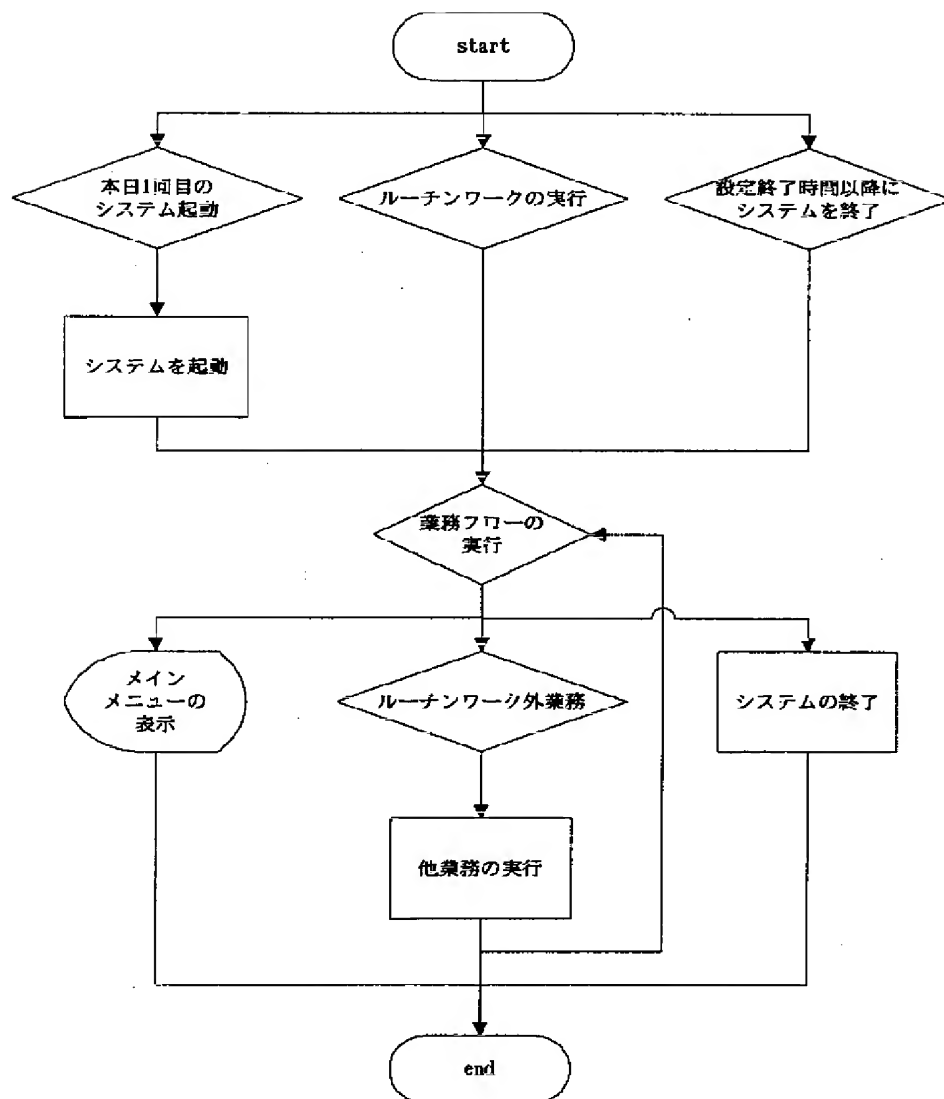 start
本日1回目の
システム起動
ルーチンワークの実行
設定終了時間以降に
システムを終了
システムを起動
業務フローの
実行
メイン
メニューの
表示
ルーチンワーク外業務
システムの終了
他業務の実行
end